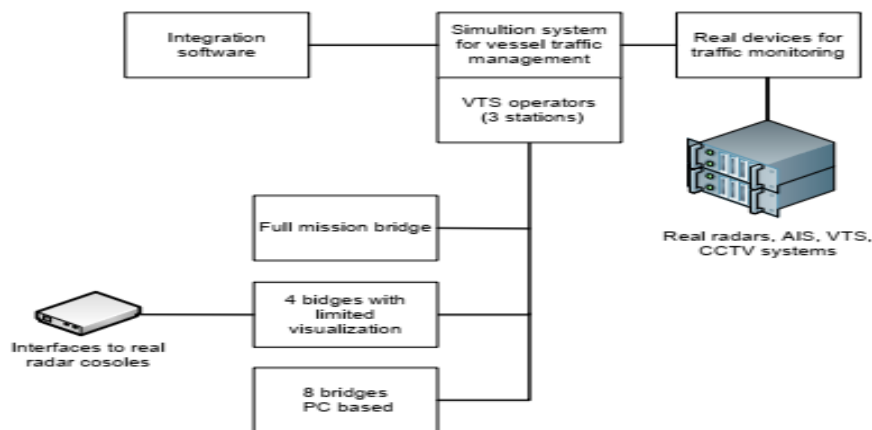 Integration
software
Simultion system
for vessel traffic
management
Real devices for
traffic monitoring
VTS operators
(3 stations)
Full mission bridge
Real radars, AIS, VTS,
CCTV systems
4 bidges with
limited
visualization
Interfaces to real
radar cosoles
8 bridges
PC based